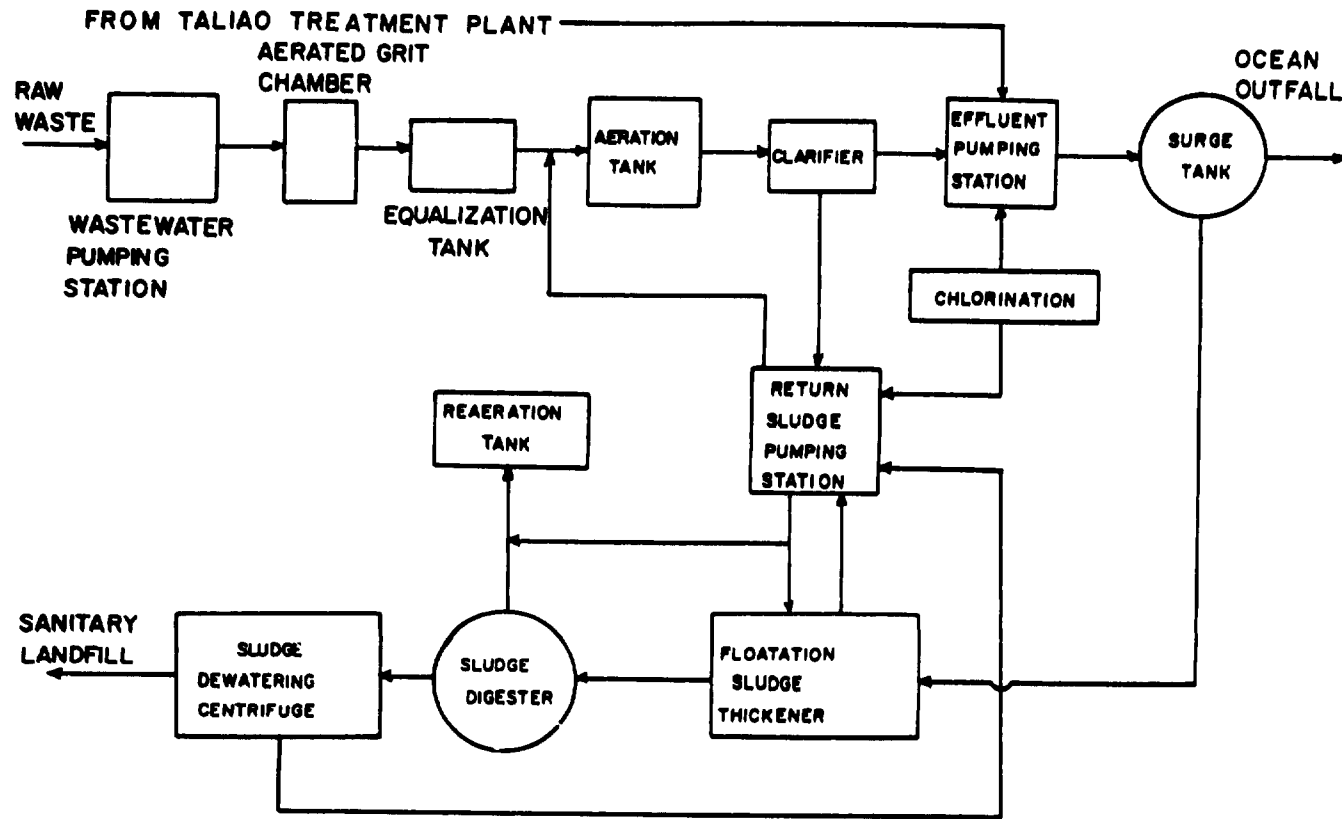 FROM TALIAO TREATMENT PLANT
AERATED GRIT
CHAMBER
RAW
WASTE
WASTEWATER
PUMPING
STATION
EQUALIZATION
TANK
AERATION
TANK
CLARIFIER
EFFLUENT
PUMPING
STATION
SURGE
TANK
OCEAN
OUTFALL
CHLORINATION
RETURN
SLUDGE
PUMPING
STATION
REAERATION
TANK
SANITARY
LANDFILL
SLUDGE
DEWATERING
CENTRIFUGE
SLUDGE
DIGESTER
FLOATATION
SLUDGE
THICKENER